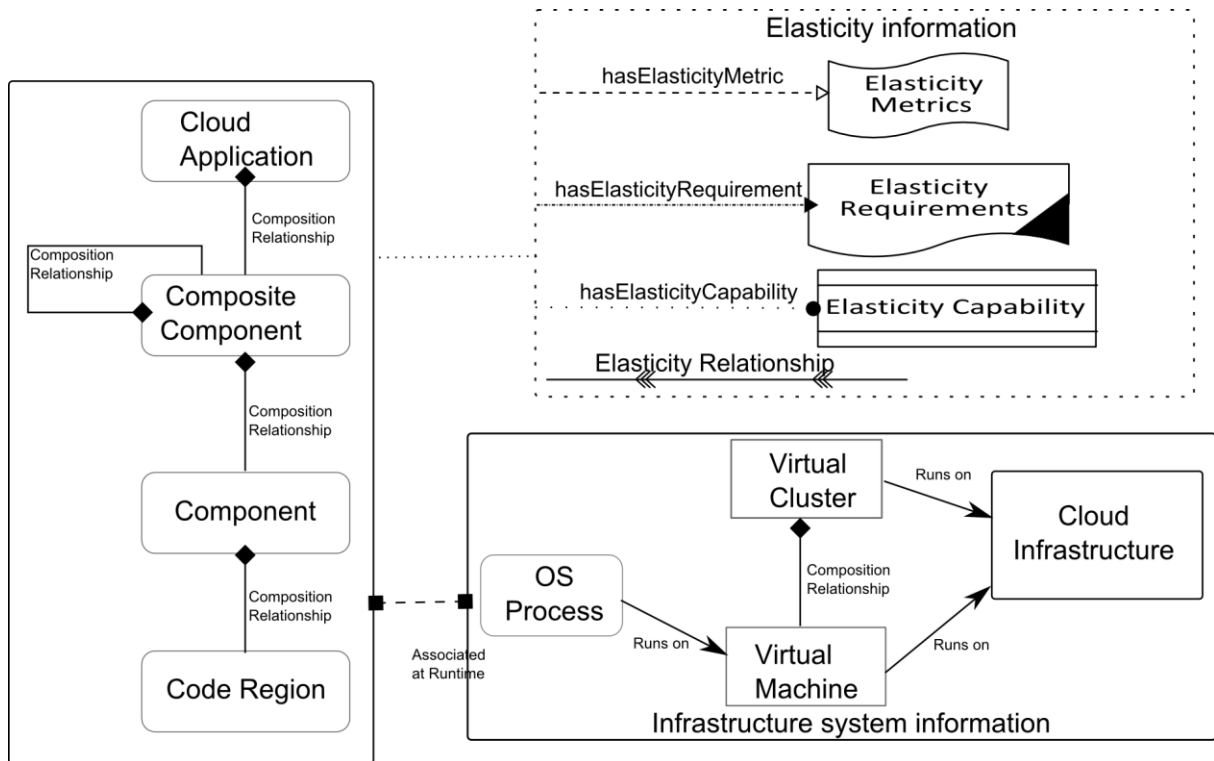 Cloud
Application
Composition
Relationship
Composition
Relationship
Composite
Component
Composition
Relationship
Component
Composition
Relationship
Code Region
Elasticity information
hasElasticityMetric
Elasticity
Metrics
hasElasticityRequirement
Elasticity
Requirements
hasElasticityCapability
Elasticity Capability
Elasticity Relationship
Associated
at Runtime
Virtual
Cluster
Runs on
Cloud
Infrastructure
Composition
Relationship
OS
Process
Runs on
Virtual
Machine
Runs on
Infrastructure system information